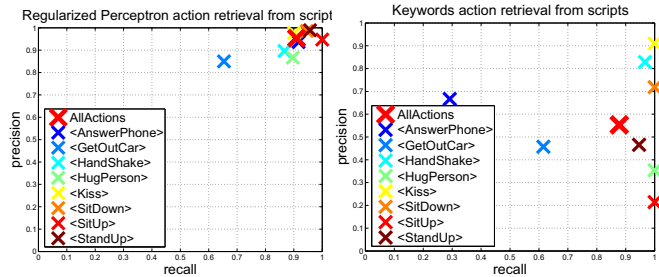 Regularized Perceptron action retrieval from scripts
1
0.9
0.8
0.7
0.6
0.5
0.4
0.3
0.2
0.1
0
precision
AllActions
<AnswerPhone>
<GetOutCar>
<HandShake>
<HugPerson>
<Kiss>
<SitDown>
<SitUp>
<StandUp>
0 0.1 0.2 0.3 0.4 0.5 0.6 0.7 0.8 0.9 1
recall
Keywords action retrieval from scripts
1
0.9
0.8
0.7
0.6
0.5
0.4
0.3
0.2
0.1
0
precision
AllActions
<AnswerPhone>
<GetOutCar>
<HandShake>
<HugPerson>
<Kiss>
<SitDown>
<SitUp>
<StandUp>
0 0.1 0.2 0.3 0.4 0.5 0.6 0.7 0.8 0.9 1
recall